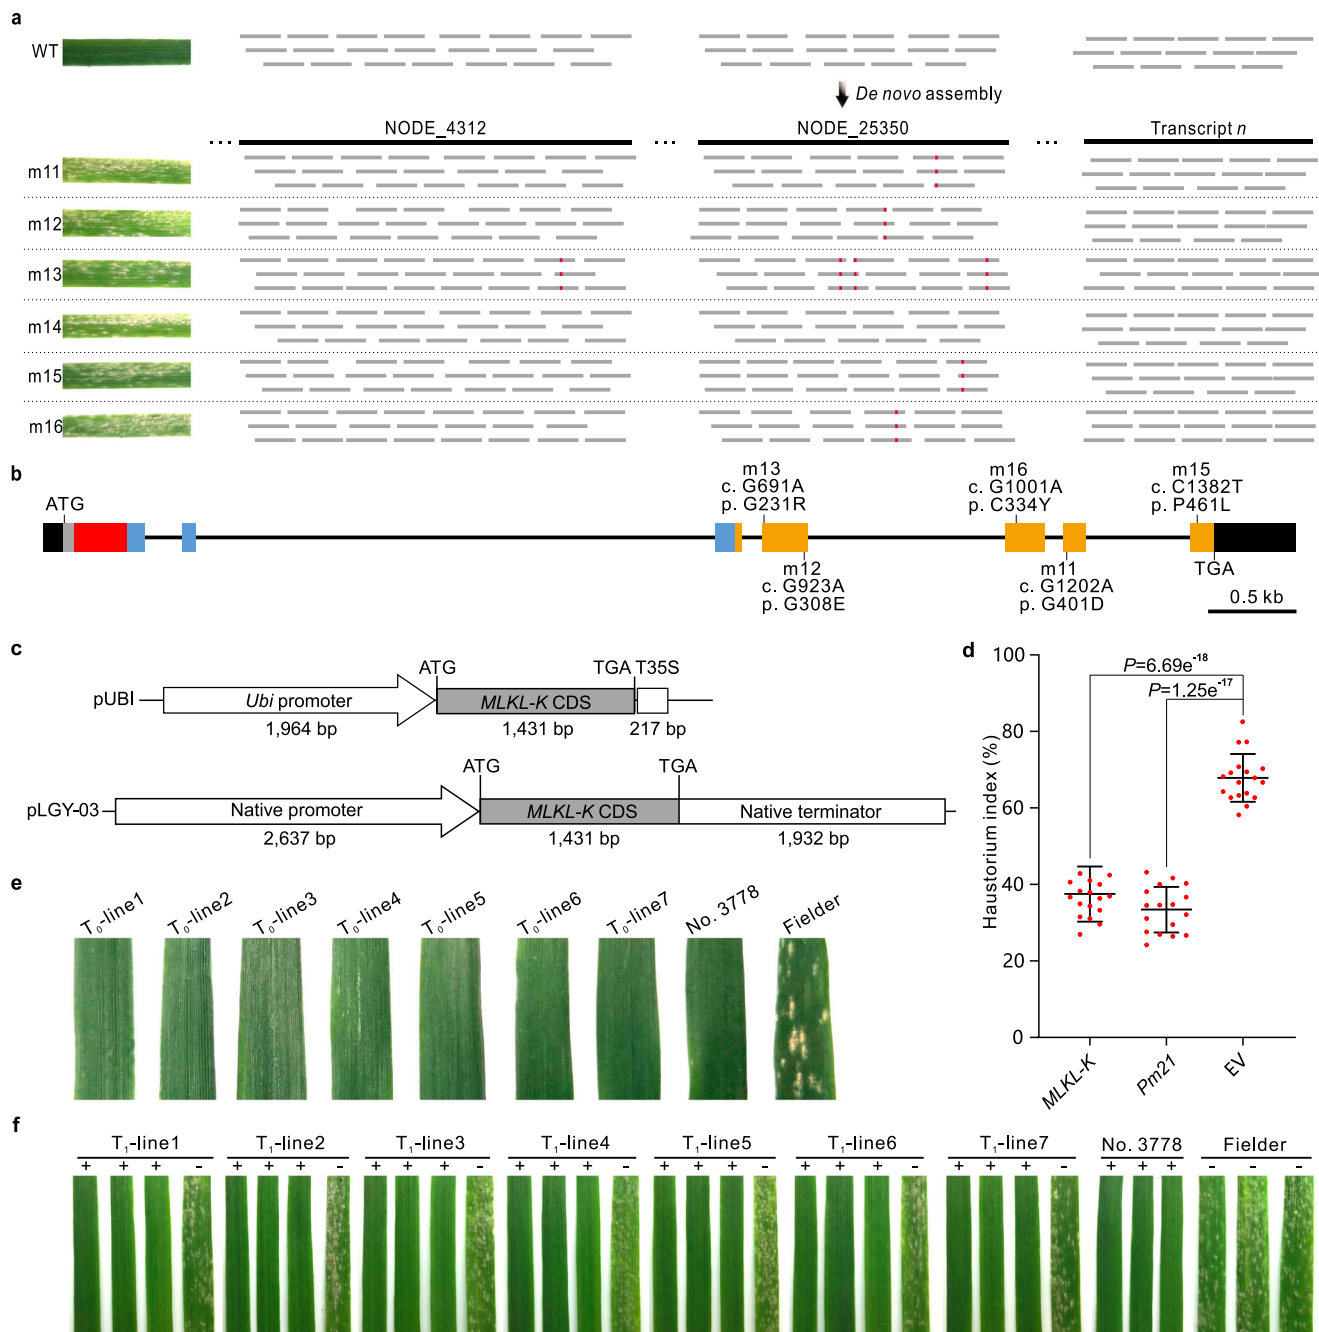 a
WT
De novo assembly
NODE_4312
NODE_25350
Transcript n
...
...
...
m11
m12
m13
m14
m15
m16
b
ATG
m13
c. G691A
p. G231R
m16
c. G1001A
p. C334Y
m15
c. C1382T
p. P461L
m12
c. G923A
p. G308E
m11
c. G1202A
p. G401D
TGA
0.5 kb
c
pUBI
ATG
TGA
T35S
Ubi promoter
MLKL-K CDS
1,964 bp
1,431 bp
217 bp
pLGY-03
ATG
TGA
Native promoter
MLKL-K CDS
Native terminator
2,637 bp
1,431 bp
1,932 bp
d
P=6.69e⁻¹⁸
P=1.25e⁻¹⁷
Haustorium index (%)
100
80
60
40
20
0
MLKL-K
Pm21
EV
e
T₀-line1
T₀-line2
T₀-line3
T₀-line4
T₀-line5
T₀-line6
T₀-line7
No. 3778
Fielder
f
T₁-line1
T₁-line2
T₁-line3
T₁-line4
T₁-line5
T₁-line6
T₁-line7
No. 3778
Fielder
+ + + -
+ + + -
+ + + -
+ + + -
+ + + -
+ + + -
+ + + -
+ + +
- - -